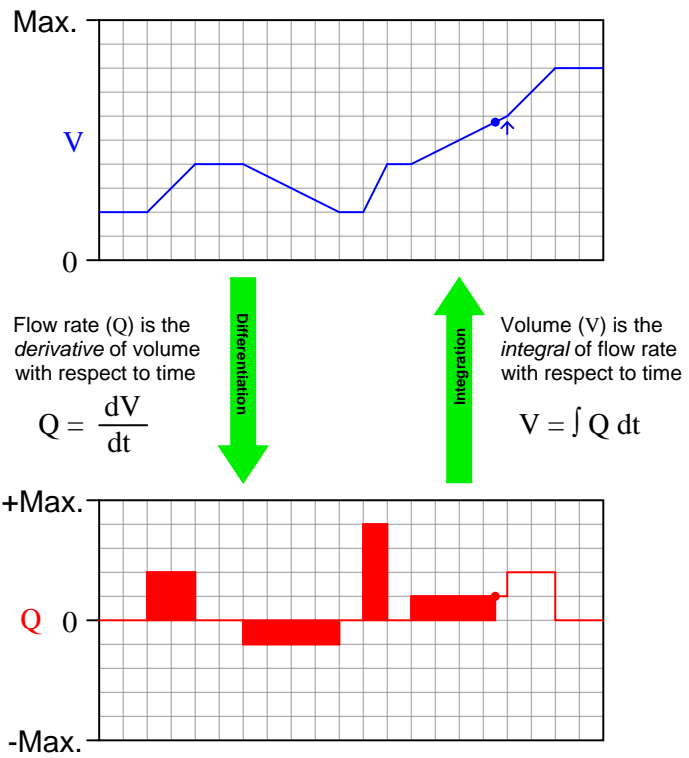 Max.
V
0
Differentiation
Integration
Flow rate (Q) is the
derivative of volume
with respect to time
Q = dV
dt
Volume (V) is the
integral of flow rate
with respect to time
V = ∫ Q dt
+Max.
Q 0
-Max.